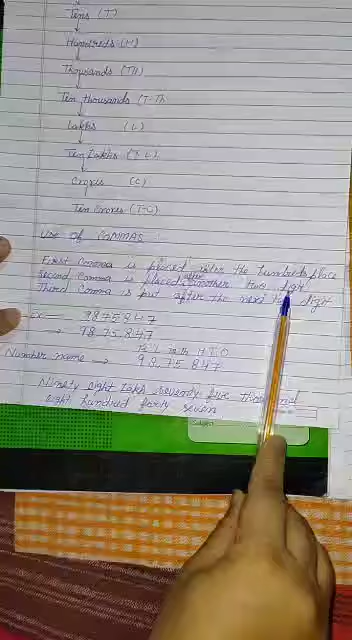 Tens (T)
Hundreds (H)
Thousands (TH)
Ten thousands (T-Th)
Lakhs (L)
Ten Lakhs (T-L)
Crores (C)
Ten Crores (T-C)
Use OF COMMAS
First Comma is placed after the hundreds place
Second Comma is placed after another two digit
Third Comma is put after the next two digit
Ex 9875847
→ 98,75,847
T-L L T-th th H T O
Number name → 98,75,847
Ninety eight lakh seventy five thousand
eight hundred forty seven
Subject